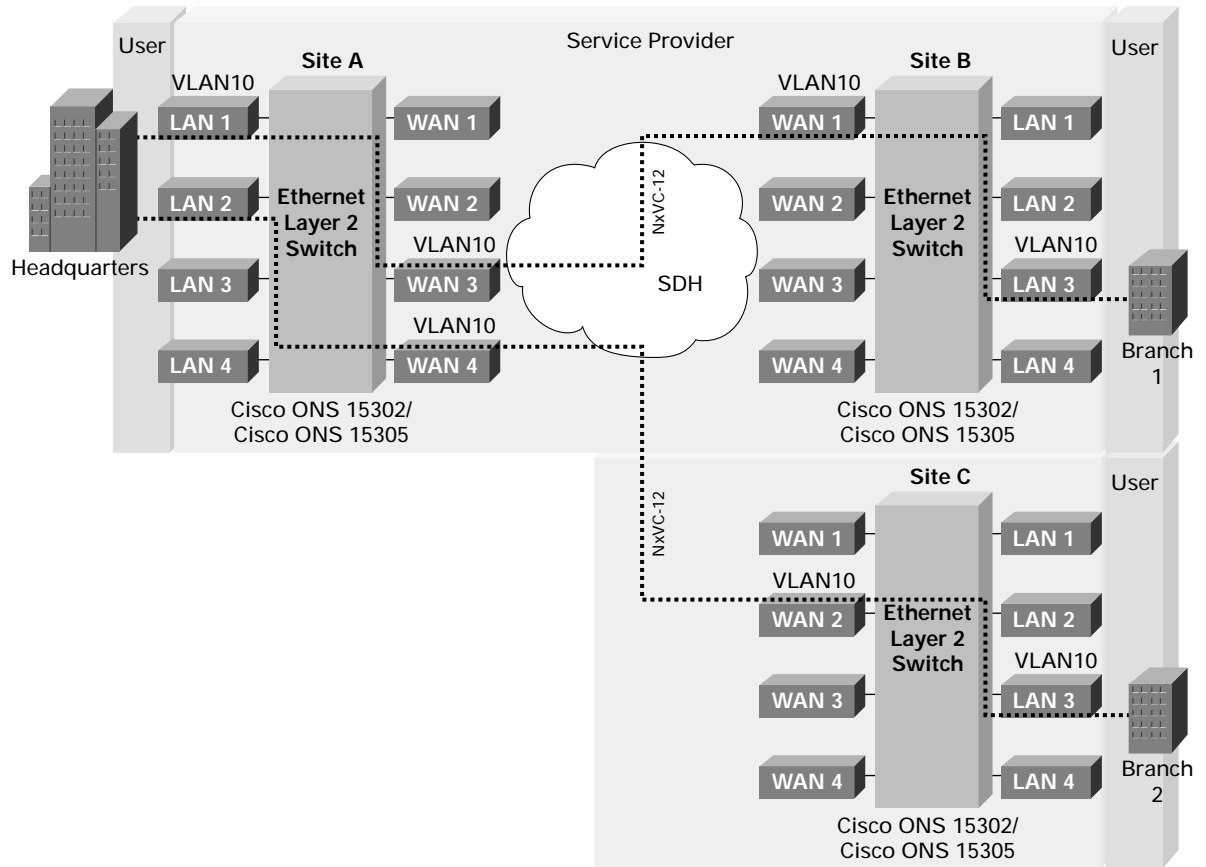 User
Service Provider
User
Site A
Site B
VLAN10
VLAN10
LAN 1
WAN 1
WAN 1
LAN 1
NxVC-12
LAN 2
Ethernet
Layer 2
Switch
WAN 2
WAN 2
Ethernet
Layer 2
Switch
LAN 2
VLAN10
VLAN10
Headquarters
LAN 3
WAN 3
SDH
WAN 3
LAN 3
VLAN10
LAN 4
WAN 4
WAN 4
LAN 4
Branch
1
Cisco ONS 15302/
Cisco ONS 15305
Cisco ONS 15302/
Cisco ONS 15305
Site C
User
NxVC-12
WAN 1
LAN 1
VLAN10
WAN 2
Ethernet
Layer 2
Switch
LAN 2
VLAN10
WAN 3
LAN 3
WAN 4
LAN 4
Branch
2
Cisco ONS 15302/
Cisco ONS 15305